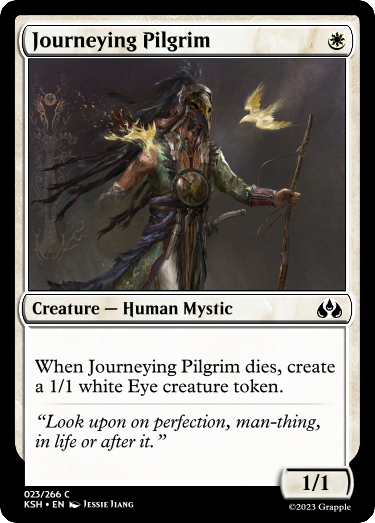 Journeying Pilgrim
Creature — Human Mystic
When Journeying Pilgrim dies, create
a 1/1 white Eye creature token.
“Look upon on perfection, man-thing,
in life or after it.”
1/1
023/266 C
KSH • EN Jessie Jiang
©2023 Grapple